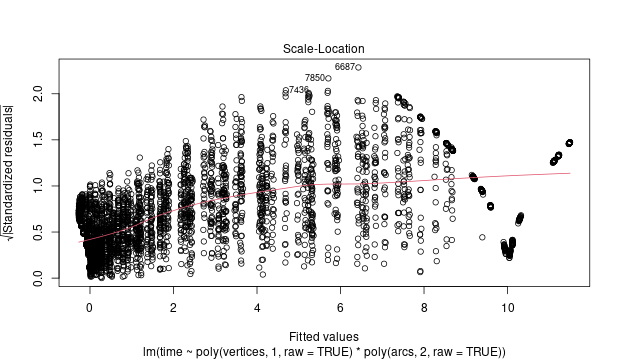 Scale-Location
√|Standardized residuals|
2.0
1.5
1.0
0.5
0.0
6687
7850
7436
0 2 4 6 8 10
Fitted values
lm(time ~ poly(vertices, 1, raw = TRUE) * poly(arcs, 2, raw = TRUE))